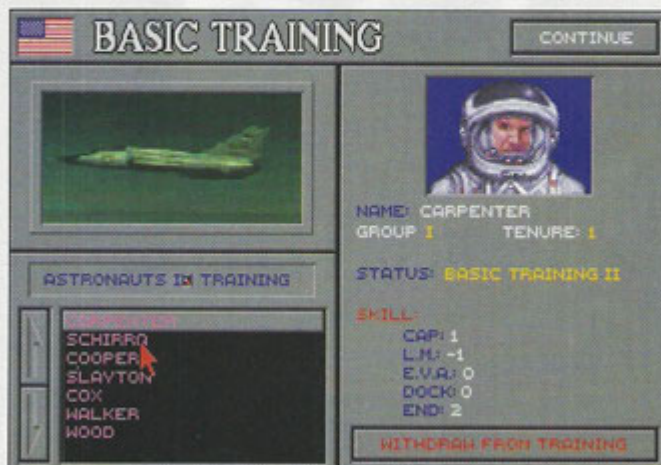 BASIC TRAINING
CONTINUE
NAME: CARPENTER
GROUP I TENURE: 1
STATUS: BASIC TRAINING II
SKILL:
CAP: 1
L.M.: -1
E.V.A.: 0
DOCK: 0
END: 2
WITHDRAW FROM TRAINING
ASTRONAUTS IN TRAINING
CARPENTER
SCHIRRA
COOPER
SLAYTON
COX
WALKER
WOOD